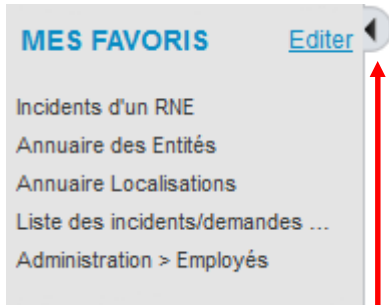 MES FAVORIS Editer
Incidents d'un RNE
Annuaire des Entités
Annuaire Localisations
Liste des incidents/demandes ...
Administration > Employés